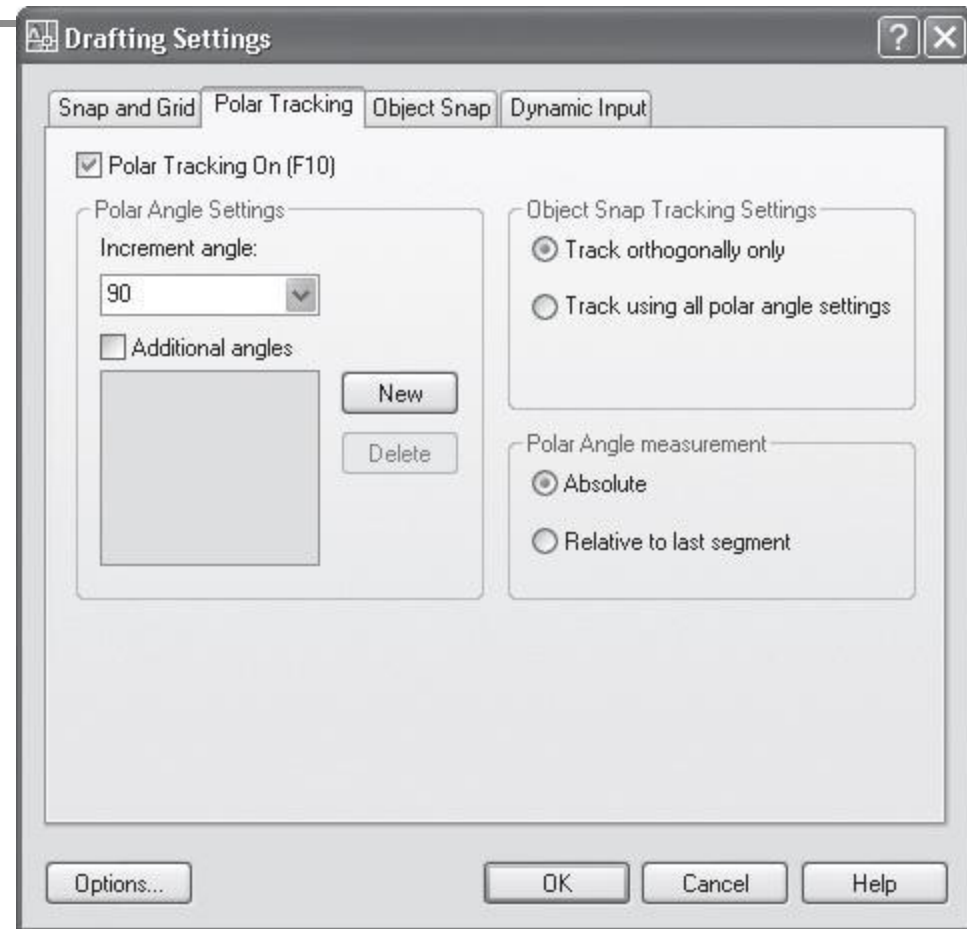 Drafting Settings
Snap and Grid
Polar Tracking
Object Snap
Dynamic Input
Polar Tracking On (F10)
Polar Angle Settings
Increment angle:
90
Additional angles
New
Delete
Object Snap Tracking Settings
Track orthogonally only
Track using all polar angle settings
Polar Angle measurement
Absolute
Relative to last segment
Options...
OK
Cancel
Help